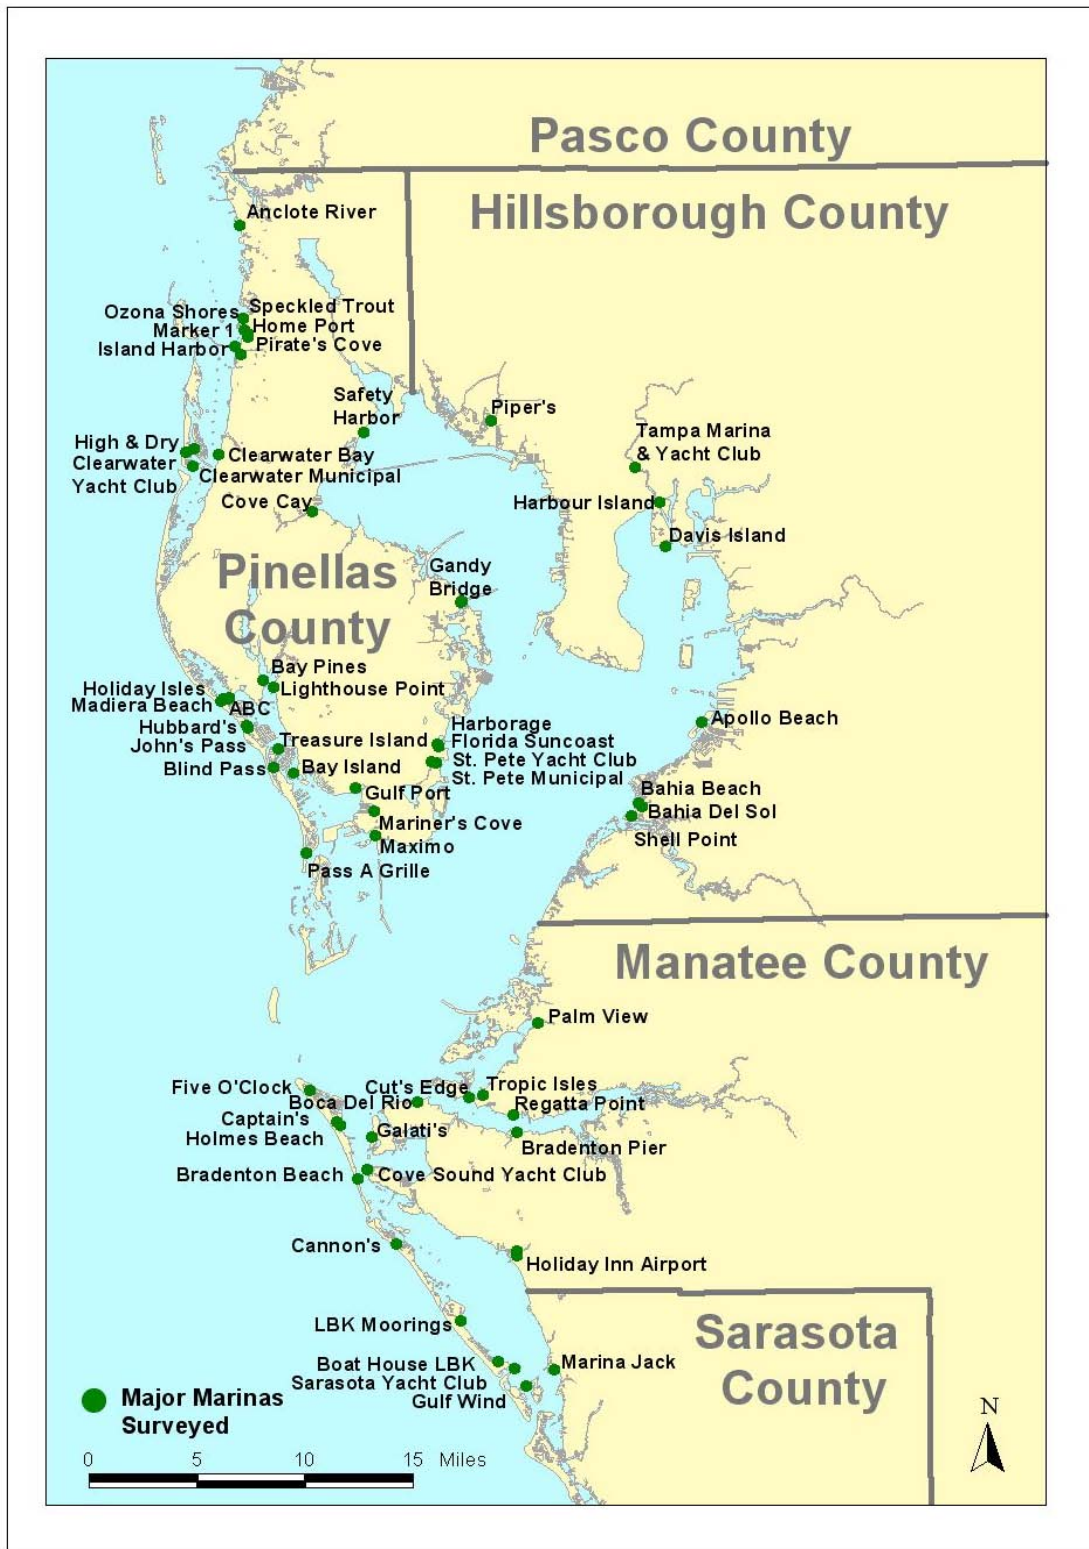 Pasco County
Hillsborough County
Anclote River
Speckled Trout
Ozona Shores
Home Port
Marker 1
Pirate's Cove
Island Harbor
Safety
Harbor
Piper's
Tampa Marina
& Yacht Club
High & Dry
Clearwater
Yacht Club
Clearwater Bay
Clearwater Municipal
Cove Cay
Harbour Island
Davis Island
Pinellas
County
Gandy
Bridge
Bay Pines
Lighthouse Point
Holiday Isles
Madiera Beach
ABC
Hubbard's
John's Pass
Blind Pass
Treasure Island
Bay Island
Harborage
Florida Suncoast
St. Pete Yacht Club
St. Pete Municipal
Apollo Beach
Gulf Port
Mariner's Cove
Maximo
Pass A Grille
Bahia Beach
Bahia Del Sol
Shell Point
Manatee County
Palm View
Five O'Clock
Cut's Edge
Tropic Isles
Boca Del Rio
Regatta Point
Captain's
Holmes Beach
Galati's
Bradenton Pier
Bradenton Beach
Cove Sound Yacht Club
Cannon's
Holiday Inn Airport
Sarasota
County
LBK Moorings
Boat House LBK
Sarasota Yacht Club
Gulf Wind
Marina Jack
Major Marinas
Surveyed
0 5 10 15 Miles
N